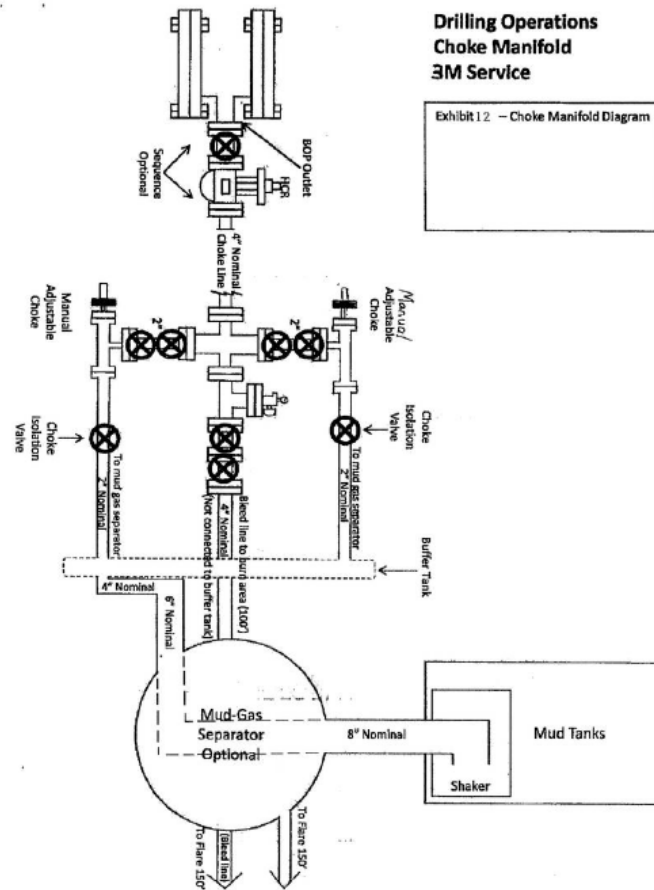 Drilling Operations
Choke Manifold
3M Service
Exhibit 12 – Choke Manifold Diagram
BOP Outlet
HCR
Sequence
Optional
4" Nominal
Choke Line
Manual
Adjustable
Choke
Manual
Adjustable
Choke
2"
2"
Choke
Isolation
Valve
Choke
Isolation
Valve
To mud gas separator
2" Nominal
Bleed line to burn area (100')
4" Nominal
(Not connected to buffer tank)
To mud gas separator
2" Nominal
Buffer Tank
4" Nominal
6" Nominal
Mud-Gas
Separator
Optional
8" Nominal
Mud Tanks
Shaker
To Flare 150'
(Bleed line)
To Flare 150'